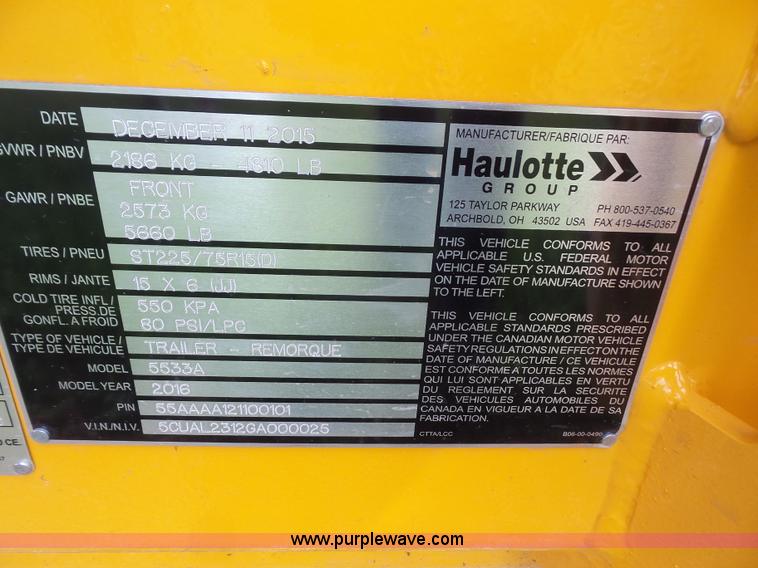 DATE DECEMBER 11 2015
GVWR / PNBV 2186 KG - 4810 LB
GAWR / PNBE FRONT
2573 KG
5660 LB
TIRES / PNEU ST225/75R15(D)
RIMS / JANTE 15 X 6 (JJ)
COLD TIRE INFL/ 550 KPA
PRESS.DE
GONFL. A FROID 80 PSI/LPC
TYPE OF VEHICLE / TRAILER - REMORQUE
TYPE DE VEHICULE
MODEL 5533A
MODEL YEAR 2016
PIN 55AAAA121100101
V.I.N./N.I.V. 5CUAL2312GA000025
MANUFACTURER/FABRIQUE PAR:
Haulotte
GROUP
125 TAYLOR PARKWAY PH 800-537-0540
ARCHBOLD, OH 43502 USA FAX 419-445-0367
THIS VEHICLE CONFORMS TO ALL
APPLICABLE U.S. FEDERAL MOTOR
VEHICLE SAFETY STANDARDS IN EFFECT
ON THE DATE OF MANUFACTURE SHOWN
TO THE LEFT.
THIS VEHICLE CONFORMS TO ALL
APPLICABLE STANDARDS PRESCRIBED
UNDER THE CANADIAN MOTOR VEHICLE
SAFETY REGULATIONS IN EFFECT ON THE
DATE OF MANUFACTURE / CE VEHICULE
EST CONFORME A TOUTES LES NORMES
QUI LUI SONT APPLICABLES EN VERTU
DU REGLEMENT SUR LA SECURITE
DES VEHICULES AUTOMOBILES DU
CANADA EN VIGUEUR A LA DATE DE SA
FABRICATION.
CTTA/LCC B06-00-0490
CE.
www.purplewave.com